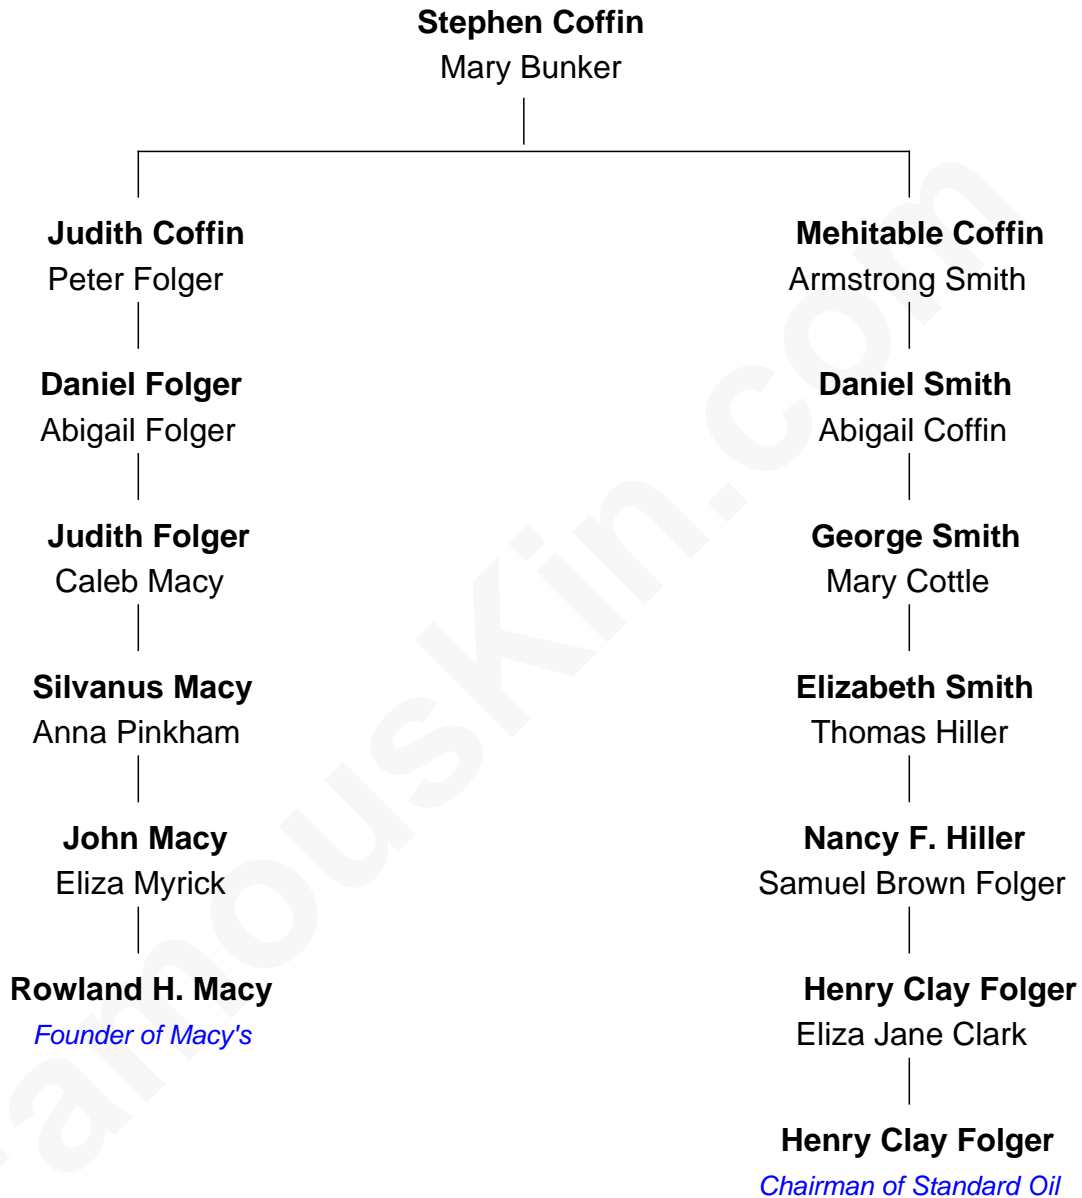 Stephen Coffin
Mary Bunker
Judith Coffin
Peter Folger
Mehitable Coffin
Armstrong Smith
Daniel Folger
Abigail Folger
Daniel Smith
Abigail Coffin
Judith Folger
Caleb Macy
George Smith
Mary Cottle
Silvanus Macy
Anna Pinkham
Elizabeth Smith
Thomas Hiller
John Macy
Eliza Myrick
Nancy F. Hiller
Samuel Brown Folger
Rowland H. Macy
Founder of Macy's
Henry Clay Folger
Eliza Jane Clark
Henry Clay Folger
Chairman of Standard Oil
famouskin.com